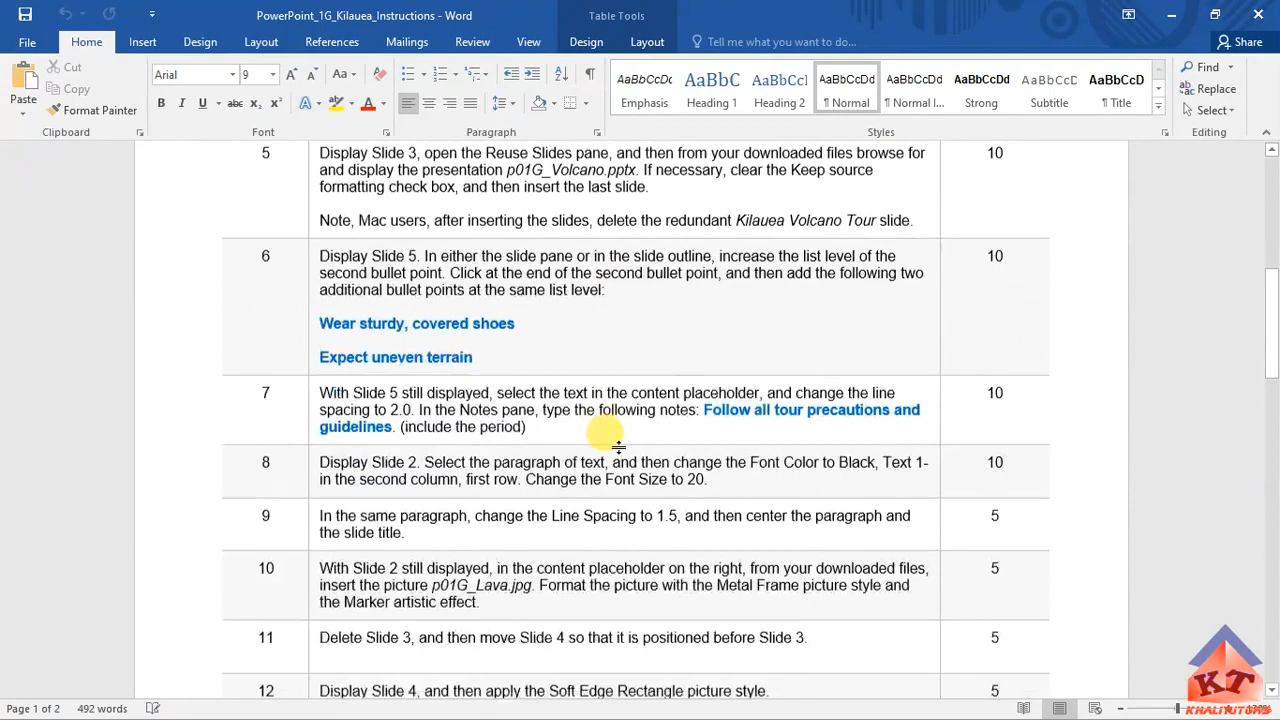 PowerPoint_1G_Kilauea_Instructions - Word
Table Tools
File Home Insert Design Layout References Mailings Review View Design Layout Tell me what you want to do... Share
Paste
Cut
Copy
Format Painter
Clipboard
Arial 9
Font
Paragraph
AaBbCcDd Emphasis
AaBbC Heading 1
AaBbCcI Heading 2
AaBbCcDd ¶ Normal
AaBbCcDd ¶ Normal I...
AaBbCcDd Strong
AaBbCcDd Subtitle
AaBbCcD ¶ Title
Styles
Find
Replace
Select
Editing
5 Display Slide 3, open the Reuse Slides pane, and then from your downloaded files browse for 10
and display the presentation p01G_Volcano.pptx. If necessary, clear the Keep source
formatting check box, and then insert the last slide.
Note, Mac users, after inserting the slides, delete the redundant Kilauea Volcano Tour slide.
6 Display Slide 5. In either the slide pane or in the slide outline, increase the list level of the 10
second bullet point. Click at the end of the second bullet point, and then add the following two
additional bullet points at the same list level:
Wear sturdy, covered shoes
Expect uneven terrain
7 With Slide 5 still displayed, select the text in the content placeholder, and change the line 10
spacing to 2.0. In the Notes pane, type the following notes: Follow all tour precautions and
guidelines. (include the period)
8 Display Slide 2. Select the paragraph of text, and then change the Font Color to Black, Text 1- 10
in the second column, first row. Change the Font Size to 20.
9 In the same paragraph, change the Line Spacing to 1.5, and then center the paragraph and 5
the slide title.
10 With Slide 2 still displayed, in the content placeholder on the right, from your downloaded files, 5
insert the picture p01G_Lava.jpg. Format the picture with the Metal Frame picture style and
the Marker artistic effect.
11 Delete Slide 3, and then move Slide 4 so that it is positioned before Slide 3. 5
12 Display Slide 4, and then apply the Soft Edge Rectangle picture style. 5
KT
KHALITUTORS
Page 1 of 2 492 words